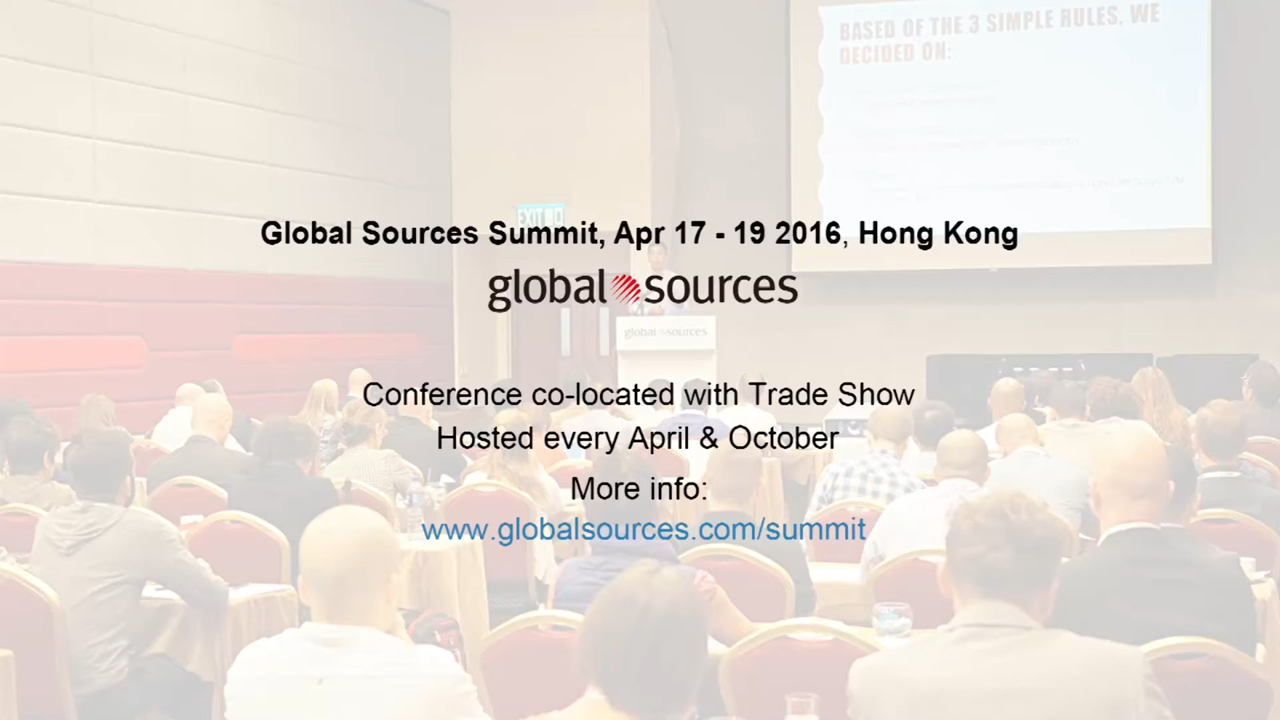 BASED OF THE 3 SIMPLE RULES, WE
DECIDED ON:
EXIT
Global Sources Summit, Apr 17 - 19 2016, Hong Kong
global sources
global sources
Conference co-located with Trade Show
Hosted every April & October
More info:
www.globalsources.com/summit